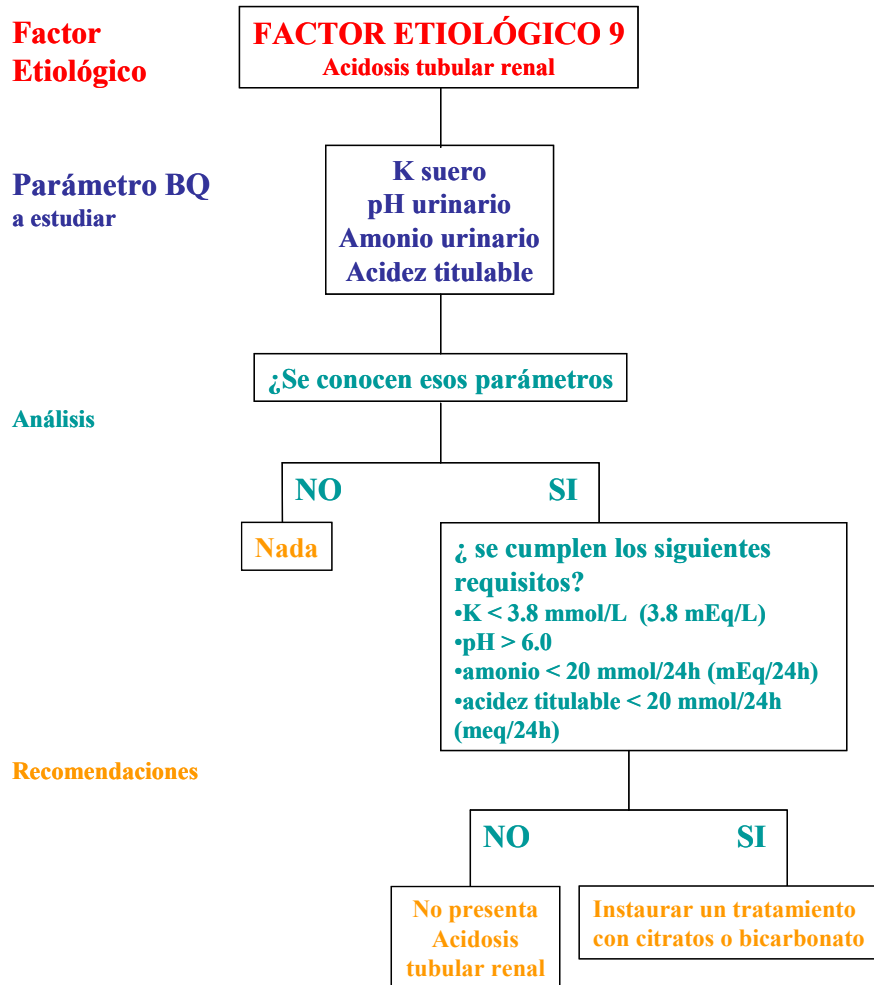 Factor
Etiológico
FACTOR ETIOLÓGICO 9
Acidosis tubular renal
Parámetro BQ
a estudiar
K suero
pH urinario
Amonio urinario
Acidez titulable
¿Se conocen esos parámetros
Análisis
NO
SI
Nada
¿ se cumplen los siguientes
requisitos?
•K < 3.8 mmol/L (3.8 mEq/L)
•pH > 6.0
•amonio < 20 mmol/24h (mEq/24h)
•acidez titulable < 20 mmol/24h
(meq/24h)
Recomendaciones
NO
SI
No presenta
Acidosis
tubular renal
Instaurar un tratamiento
con citratos o bicarbonato